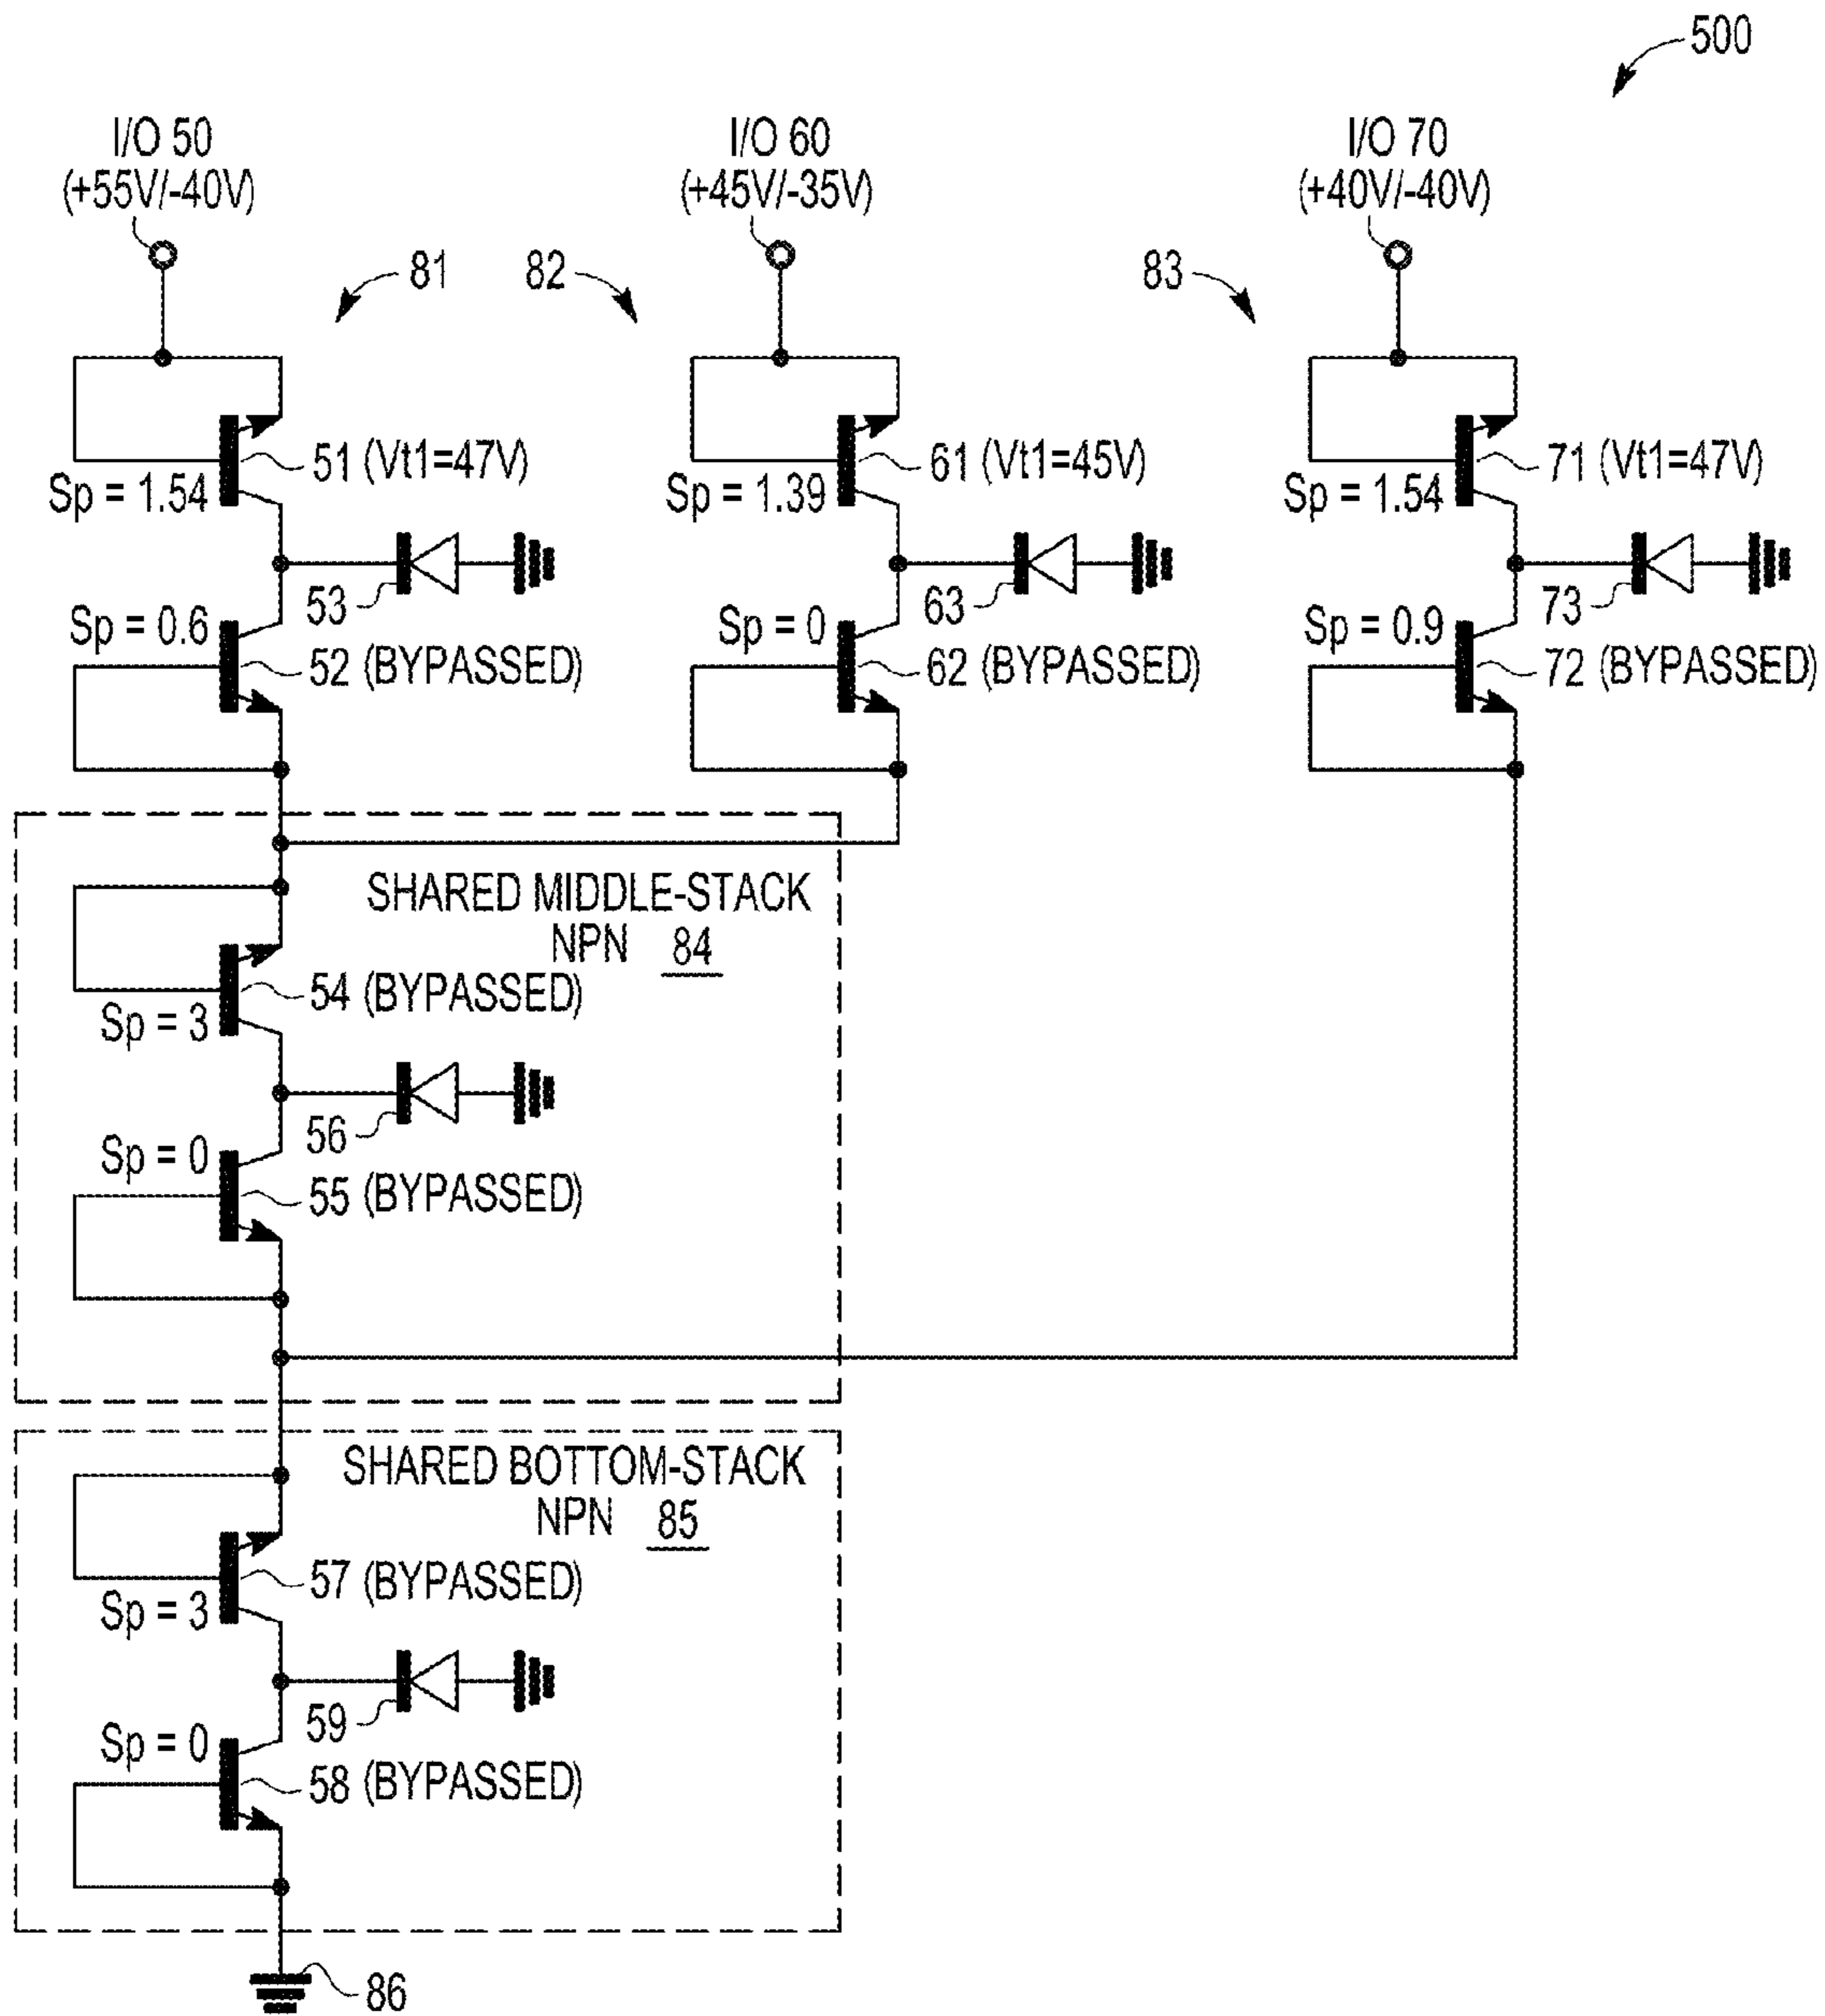 500
I/O 50
(+55V/-40V)
I/O 60
(+45V/-35V)
I/O 70
(+40V/-40V)
81
82
83
51 (Vt1=47V)
Sp = 1.54
61 (Vt1=45V)
Sp = 1.39
71 (Vt1=47V)
Sp = 1.54
53
63
73
Sp = 0.6
52 (BYPASSED)
Sp = 0
62 (BYPASSED)
Sp = 0.9
72 (BYPASSED)
SHARED MIDDLE-STACK
NPN 84
54 (BYPASSED)
Sp = 3
56
Sp = 0
55 (BYPASSED)
SHARED BOTTOM-STACK
NPN 85
57 (BYPASSED)
Sp = 3
59
Sp = 0
58 (BYPASSED)
86